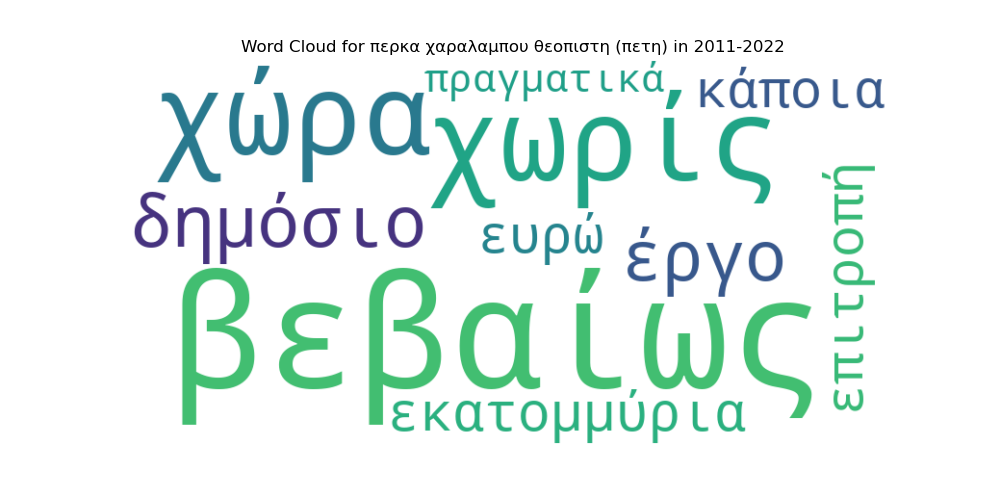 Word Cloud for περκα χαραλαμπου θεοπιστη (πετη) in 2011-2022
πραγματικά
κάποια
χώρα
χωρίς
δημόσιο
ευρώ
έργο
επιτροπή
βεβαίως
εκατομμύρια